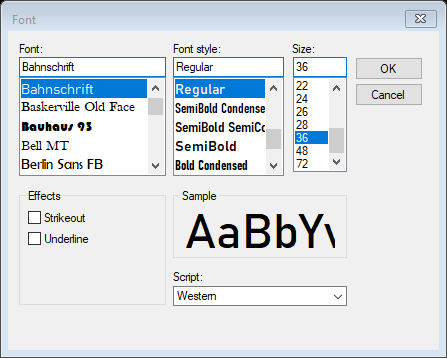 Font
Font: Font style: Size:
Bahnschrift Regular 36 OK
Bahnschrift Regular 22
Baskerville Old Face SemiBold Condense 24 Cancel
Bauhaus 93 SemiBold SemiCo 26
28
Bell MT SemiBold 36
48
Berlin Sans FB Bold Condensed 72
Effects Sample
Strikeout
Underline
AaBbYy
Script:
Western